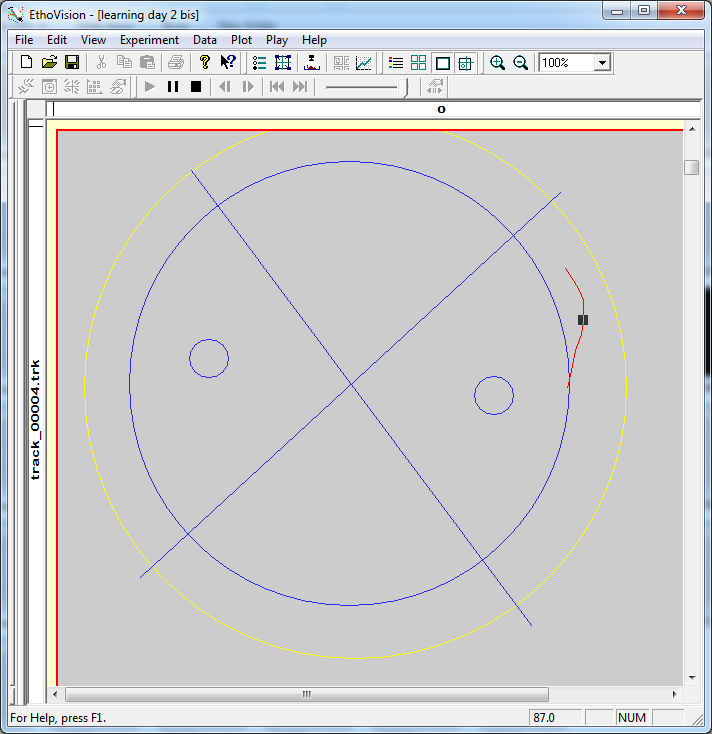 EthoVision - [learning day 2 bis]
File Edit View Experiment Data Plot Play Help
100%
O
track_00004.trk
For Help, press F1.
87.0
NUM